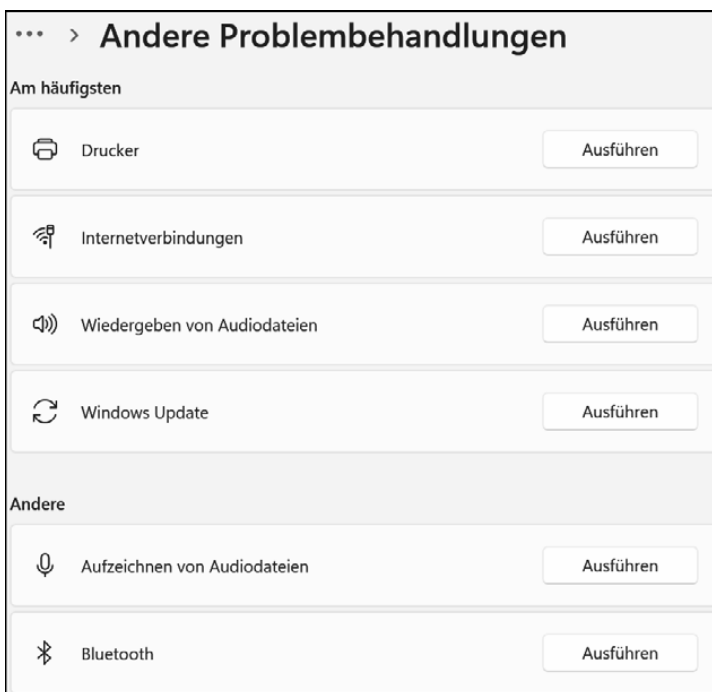 ··· > Andere Problembehandlungen
Am häufigsten
Drucker Ausführen
Internetverbindungen Ausführen
Wiedergeben von Audiodateien Ausführen
Windows Update Ausführen
Andere
Aufzeichnen von Audiodateien Ausführen
Bluetooth Ausführen